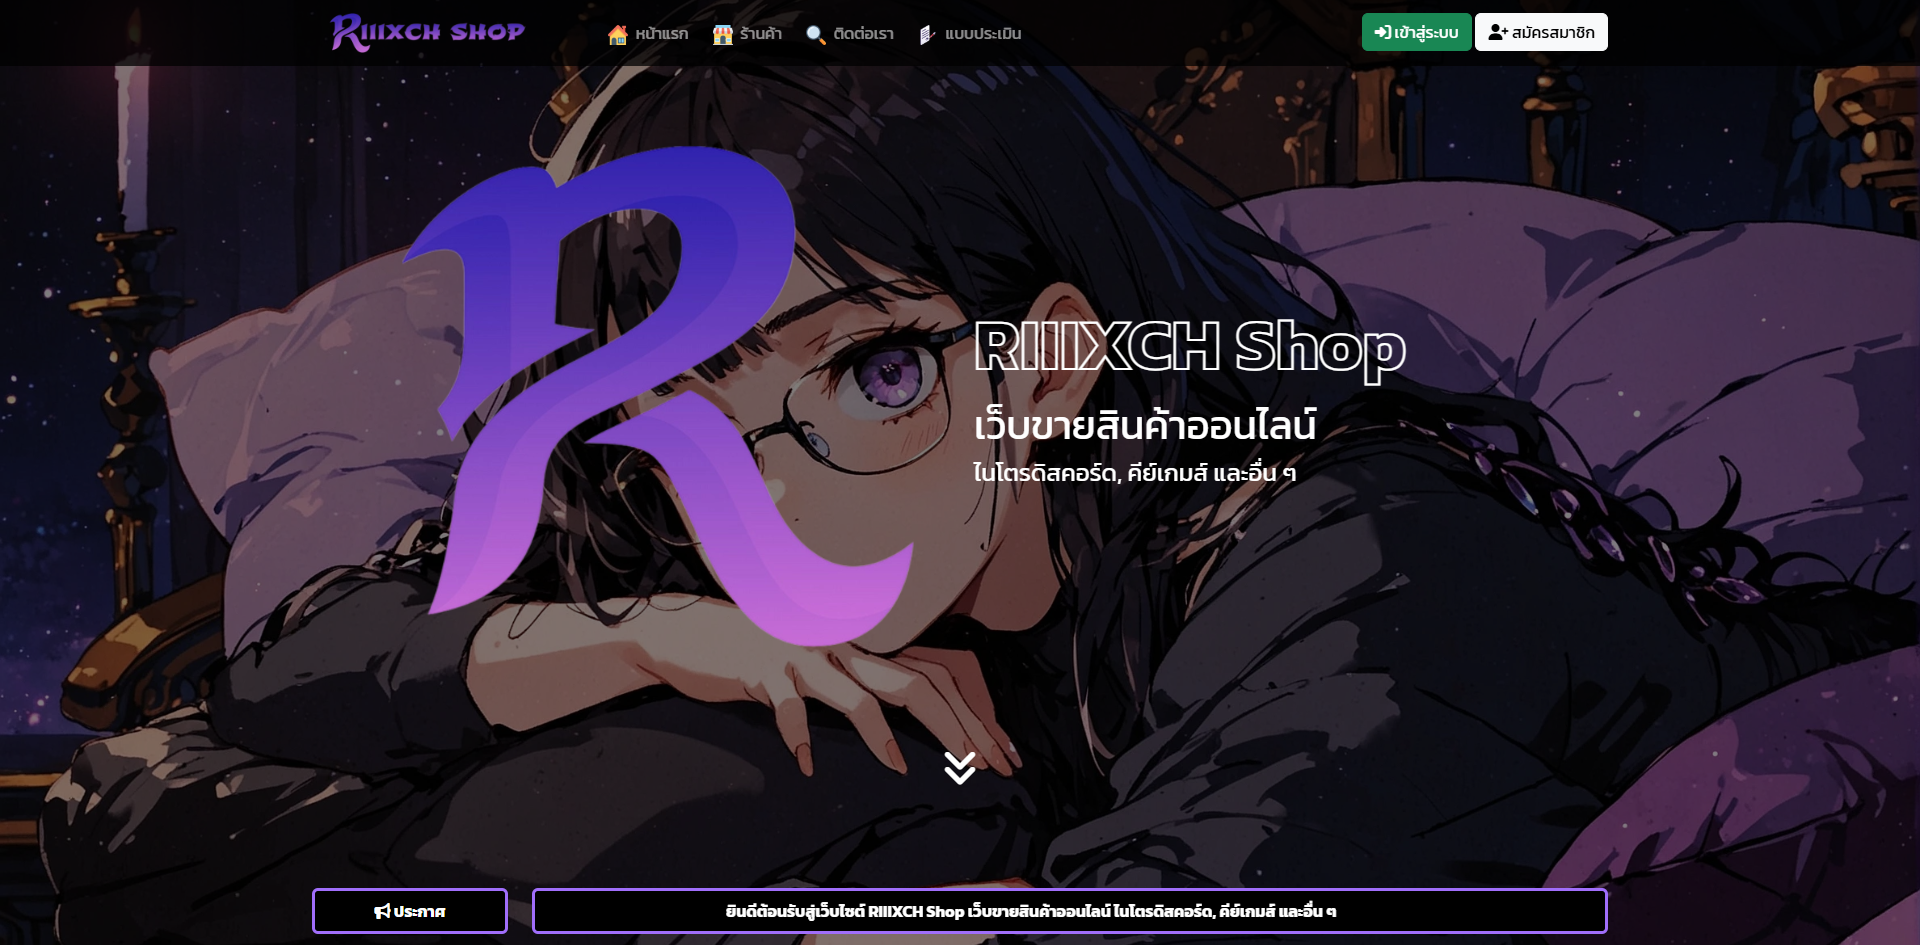 RIIIXCH SHOP
หน้าแรก
ร้านค้า
ติดต่อเรา
แบบประเมิน
เข้าสู่ระบบ
สมัครสมาชิก
R
RIIIXCH Shop
เว็บขายสินค้าออนไลน์
ไนโตรดิสคอร์ด, คีย์เกมส์ และอื่น ๆ
ประกาศ
ยินดีต้อนรับสู่เว็บไซต์ RIIIXCH Shop เว็บขายสินค้าออนไลน์ ไนโตรดิสคอร์ด, คีย์เกมส์ และอื่น ๆ